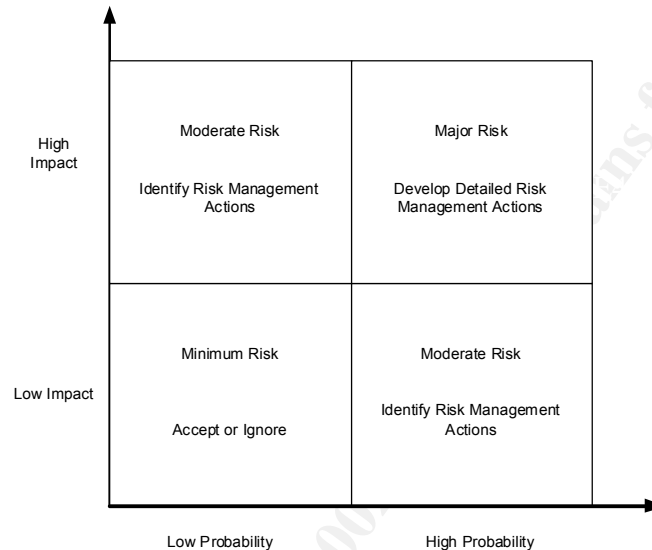 High
Impact
Moderate Risk
Identify Risk Management
Actions
Major Risk
Develop Detailed Risk
Management Actions
Low Impact
Minimum Risk
Accept or Ignore
Moderate Risk
Identify Risk Management
Actions
Low Probability
High Probability